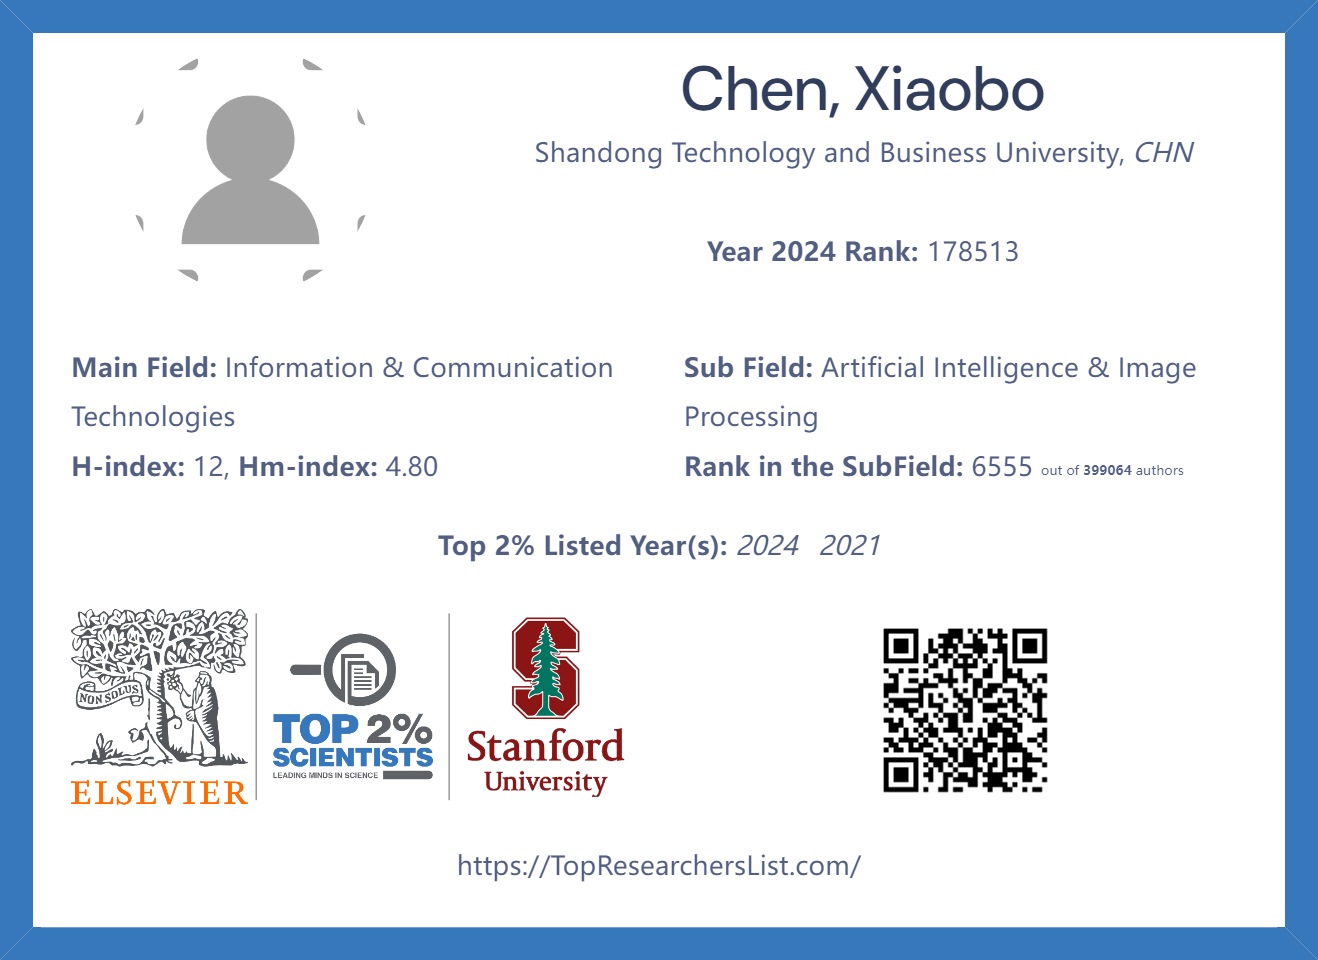 Chen, Xiaobo
Shandong Technology and Business University, CHN
Year 2024 Rank: 178513
Main Field: Information & Communication
Technologies
H-index: 12, Hm-index: 4.80
Sub Field: Artificial Intelligence & Image
Processing
Rank in the SubField: 6555 out of 399064 authors
Top 2% Listed Year(s): 2024 2021
NON SOLUS
ELSEVIER
TOP 2%
SCIENTISTS
LEADING MINDS IN SCIENCE
Stanford
University
https://TopResearchersList.com/